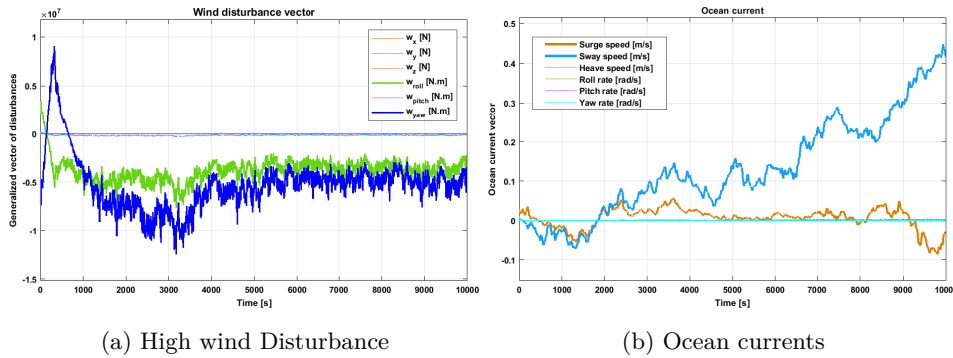 Wind disturbance vector
×10⁷
Generalized vector of disturbances
1
0.5
0
-0.5
-1
-1.5
0 1000 2000 3000 4000 5000 6000 7000 8000 9000 10000
Time [s]
w_x [N]
w_y [N]
w_z [N]
w_roll [N.m]
w_pitch [N.m]
w_yaw [N.m]
(a) High wind Disturbance
Ocean current
Ocean current vecor
0.5
0.4
0.3
0.2
0.1
0
-0.1
0 1000 2000 3000 4000 5000 6000 7000 8000 9000 1000
Time [s]
Surge speed [m/s]
Sway speed [m/s]
Heave speed [m/s]
Roll rate [rad/s]
Pitch rate [rad/s]
Yaw rate [rad/s]
(b) Ocean currents